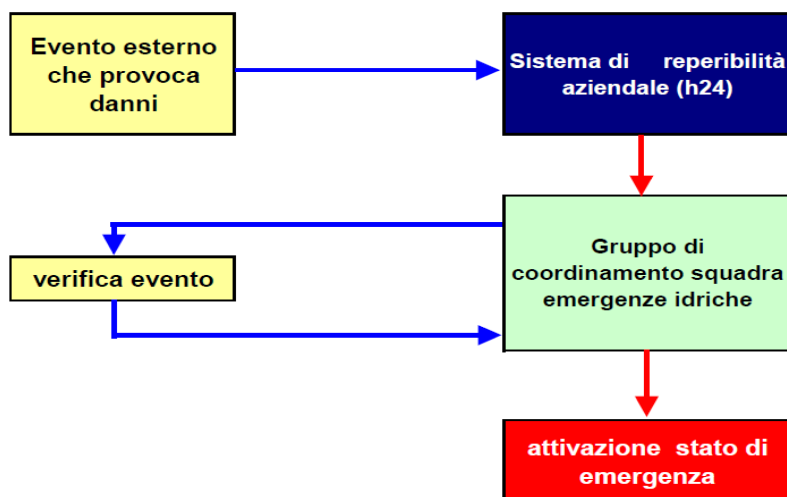 Evento esterno
che provoca
danni
Sistema di reperibilità
aziendale (h24)
Gruppo di
coordinamento squadra
emergenze idriche
verifica evento
attivazione stato di
emergenza